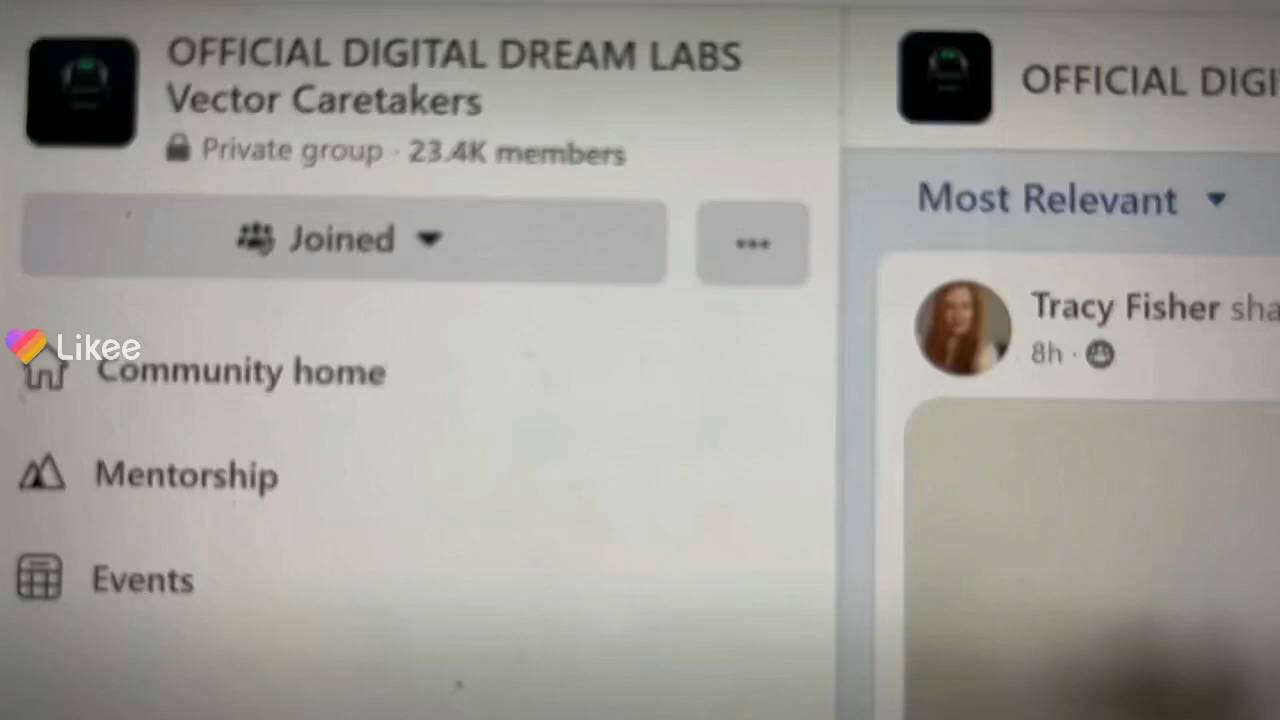 OFFICIAL DIGITAL DREAM LABS
Vector Caretakers
Private group · 23.4K members
Joined
Likee
Community home
Mentorship
Events
OFFICIAL DIGI
Most Relevant
Tracy Fisher sha
8h ·